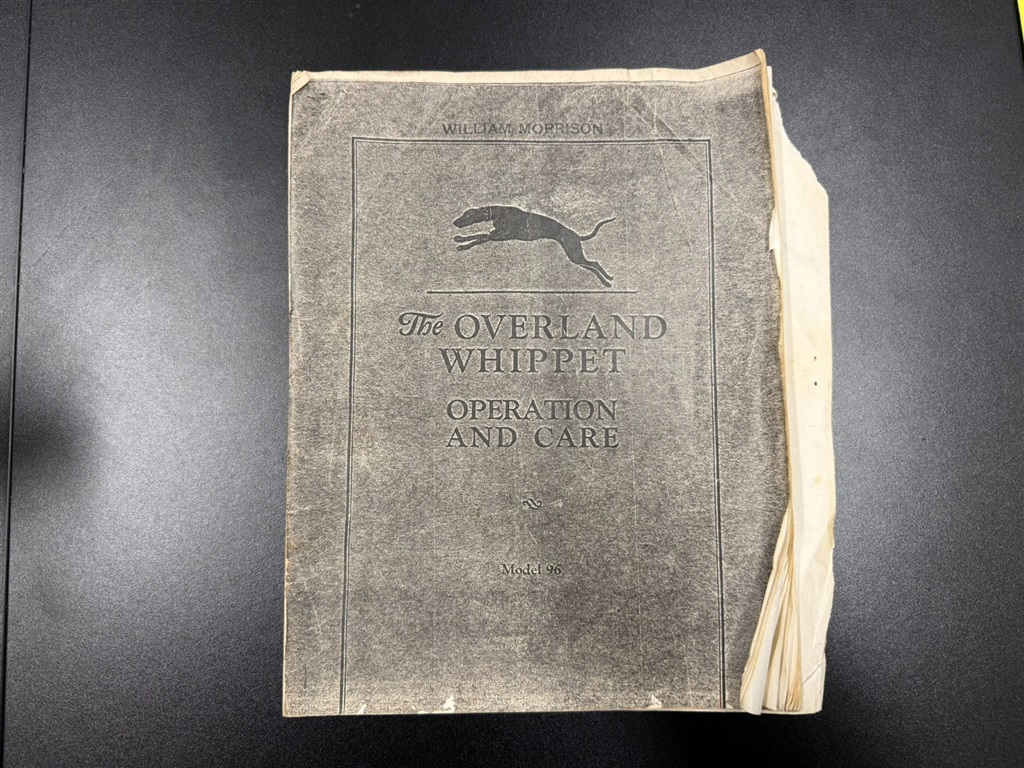 WILLIAM MORRISON
The OVERLAND
WHIPPET
OPERATION
AND CARE
Model 96